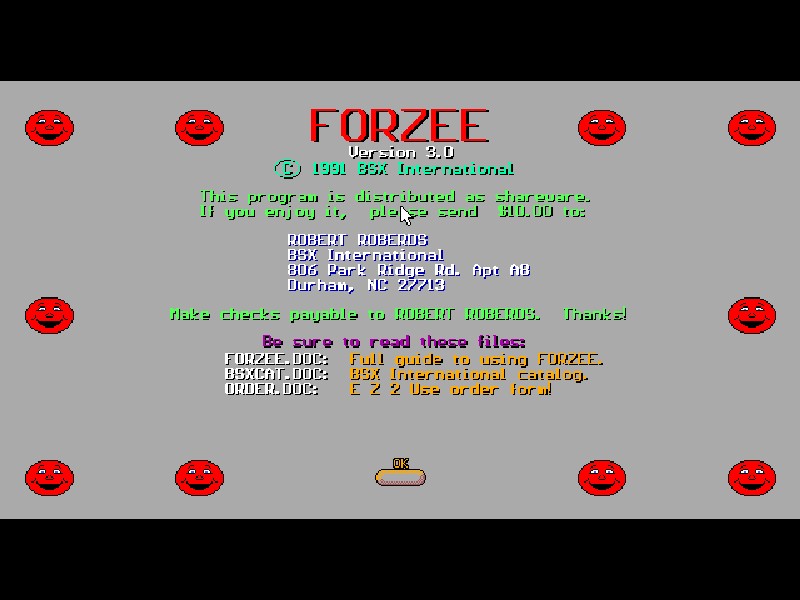 FORZEE
Version 3.0
© 1991 BSX International
This program is distributed as shareware.
If you enjoy it, please send $10.00 to:
ROBERT ROBERDS
BSX International
806 Park Ridge Rd. Apt A8
Durham, NC 27713
Make checks payable to ROBERT ROBERDS. Thanks!
Be sure to read these files:
FORZEE.DOC: Full guide to using FORZEE.
BSXCAT.DOC: BSX International catalog.
ORDER.DOC: E Z 2 Use order form!
OK